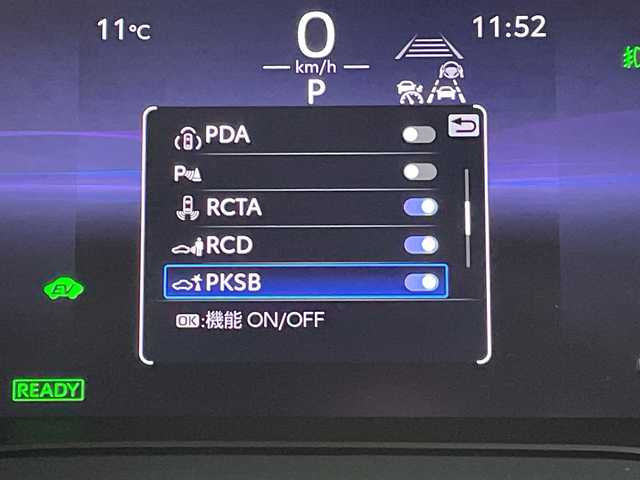 11℃
0
11:52
km/h
P
PDA
P
RCTA
RCD
PKSB
OK:機能 ON/OFF
EV
READY